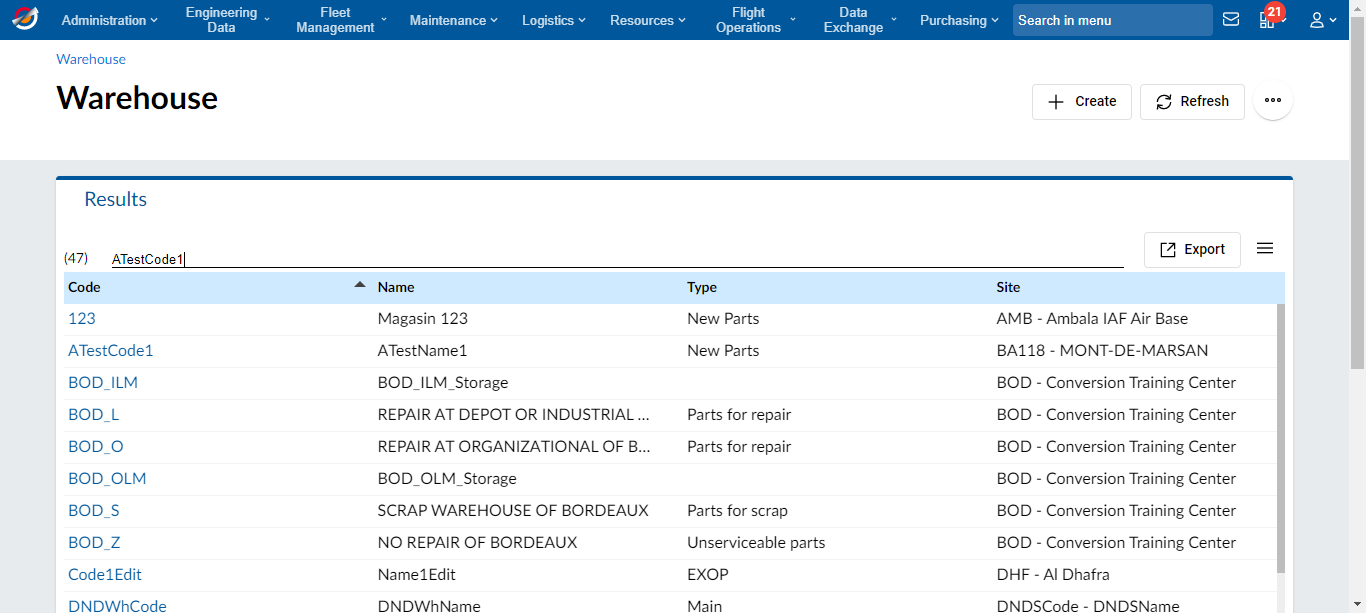 Administration
Engineering Data
Fleet Management
Maintenance
Logistics
Resources
Flight Operations
Data Exchange
Purchasing
Search in menu
21
Warehouse
Warehouse
Create
Refresh
Results
(47) ATestCode1
Export
Code Name Type Site
123 Magasin 123 New Parts AMB - Ambala IAF Air Base
ATestCode1 ATestName1 New Parts BA118 - MONT-DE-MARSAN
BOD_ILM BOD_ILM_Storage BOD - Conversion Training Center
BOD_L REPAIR AT DEPOT OR INDUSTRIAL ... Parts for repair BOD - Conversion Training Center
BOD_O REPAIR AT ORGANIZATIONAL OF B... Parts for repair BOD - Conversion Training Center
BOD_OLM BOD_OLM_Storage BOD - Conversion Training Center
BOD_S SCRAP WAREHOUSE OF BORDEAUX Parts for scrap BOD - Conversion Training Center
BOD_Z NO REPAIR OF BORDEAUX Unserviceable parts BOD - Conversion Training Center
Code1Edit Name1Edit EXOP DHF - Al Dhafra
DNDWhCode DNDWhName Main DNDSCode - DNDSName